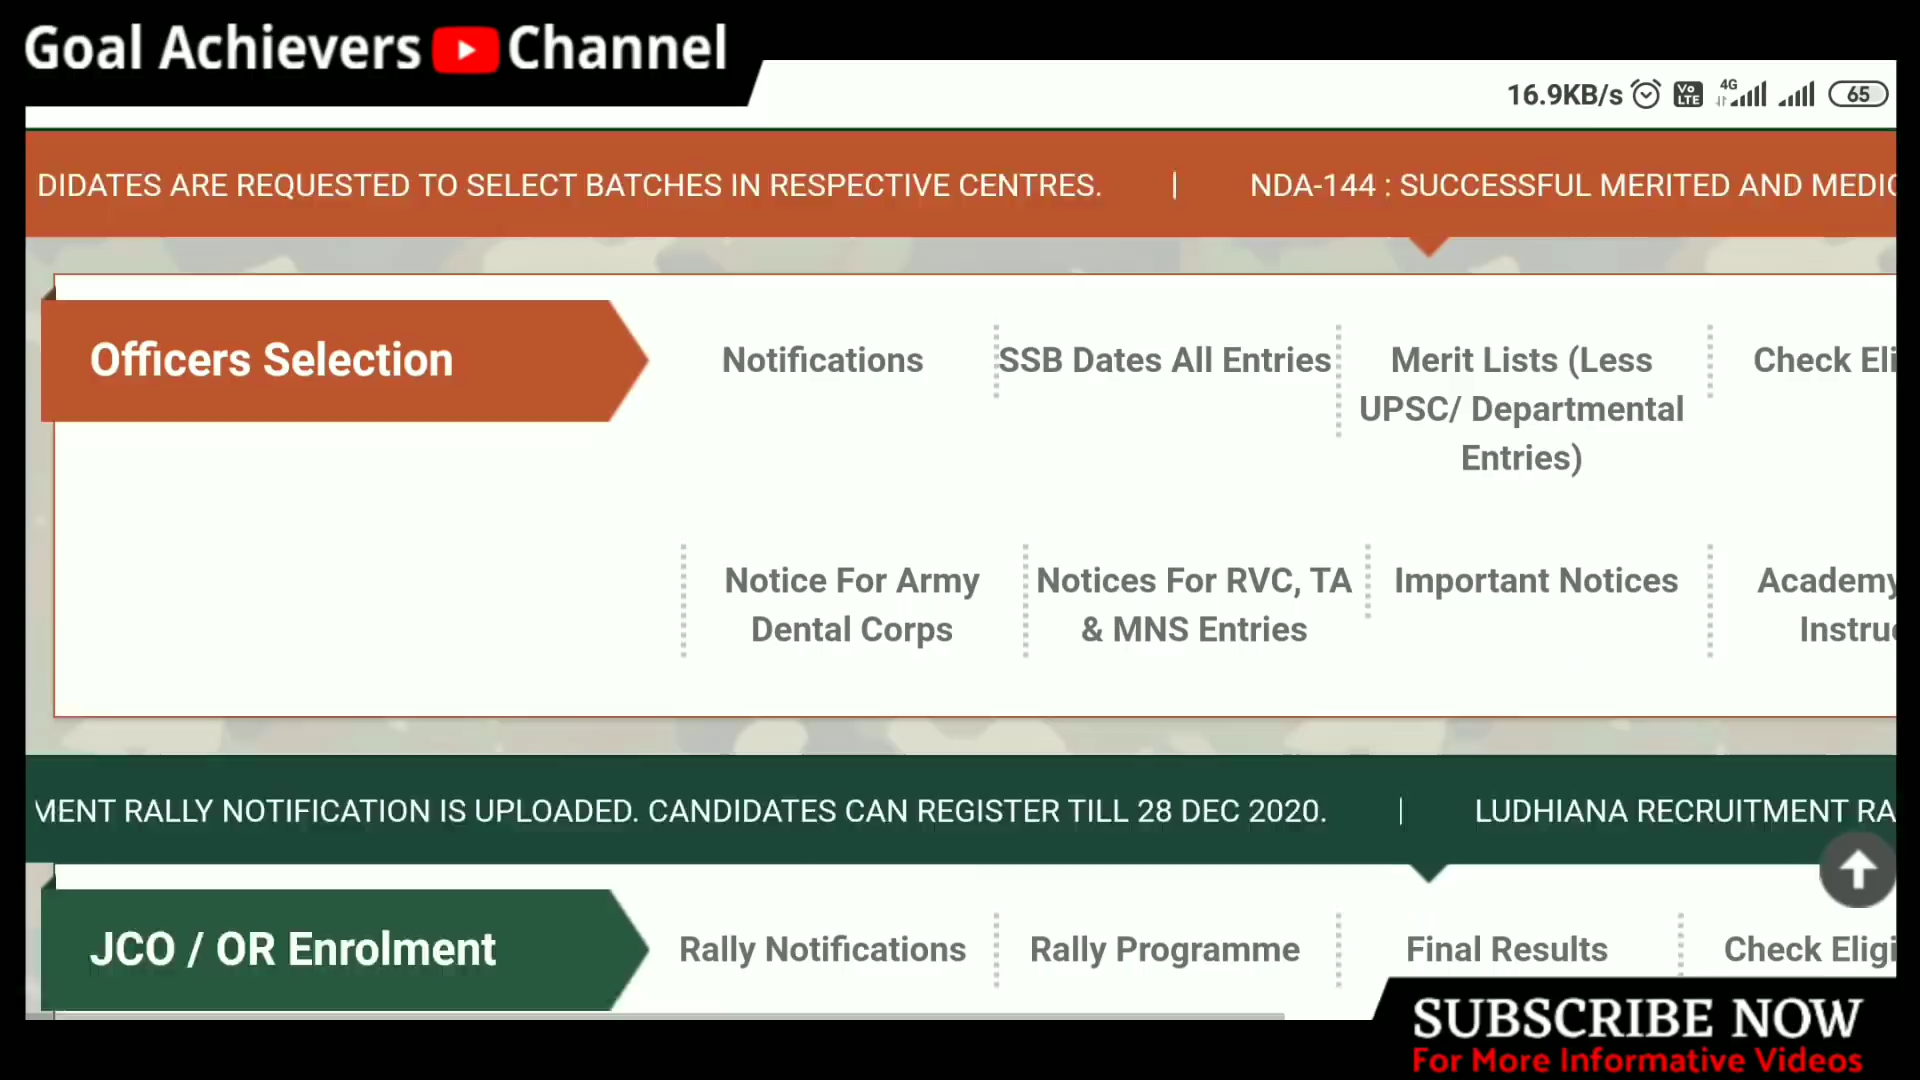 Goal Achievers Channel
16.9KB/s 4G Vo LTE 65
DIDATES ARE REQUESTED TO SELECT BATCHES IN RESPECTIVE CENTRES. | NDA-144 : SUCCESSFUL MERITED AND
Officers Selection
Notifications
SSB Dates All Entries
Merit Lists (Less
UPSC/ Departmental
Entries)
Check Eli
Notice For Army
Dental Corps
Notices For RVC, TA
& MNS Entries
Important Notices
Academy
Instruc
MENT RALLY NOTIFICATION IS UPLOADED. CANDIDATES CAN REGISTER TILL 28 DEC 2020. | LUDHIANA RECRUITMENT RA
JCO / OR Enrolment
Rally Notifications
Rally Programme
Final Results
Check Eligi
SUBSCRIBE NOW
For More Informative Videos